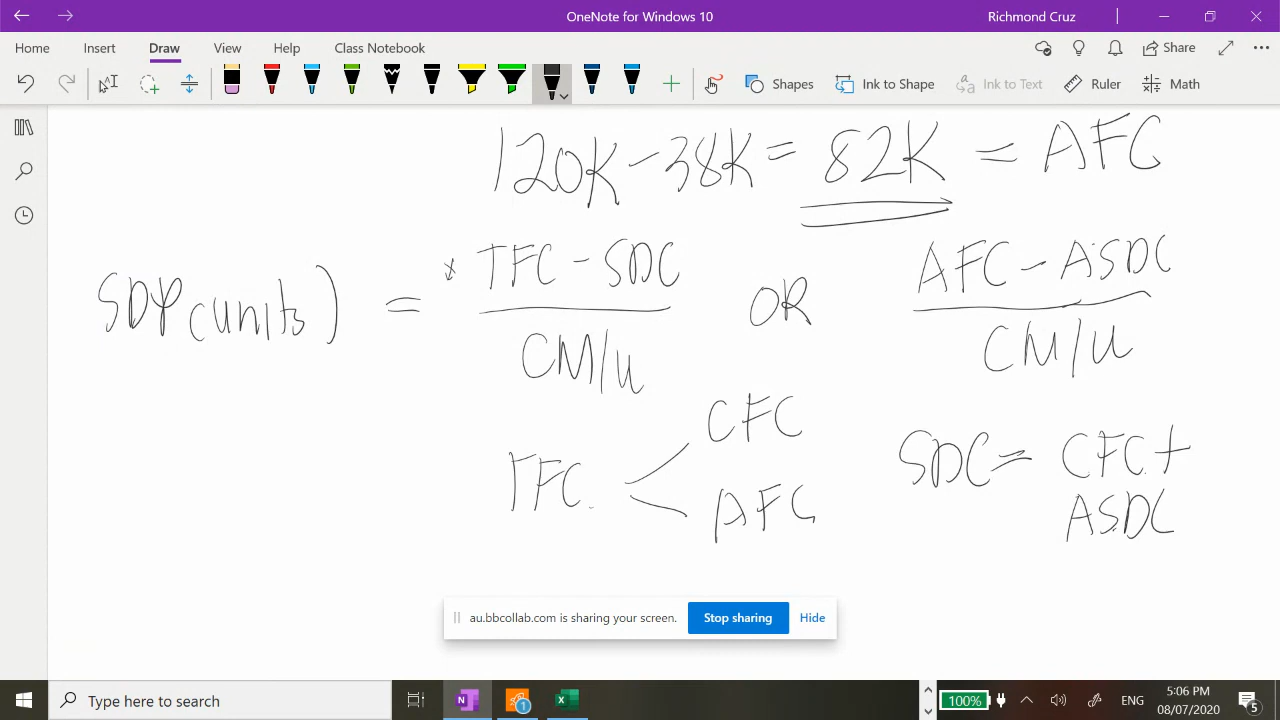 OneNote for Windows 10
Richmond Cruz
Home Insert Draw View Help Class Notebook Share
Shapes Ink to Shape Ink to Text Ruler Math
120K - 38K = 82K = AFC
SDP(units) = * TFC - SDC OR AFC - ASDC
CM/u CM/u
TFC < CFC
AFC
SDC = CFC +
ASDC
au.bbcollab.com is sharing your screen. Stop sharing Hide
Type here to search
1
100%
ENG
5:06 PM
08/07/2020
5